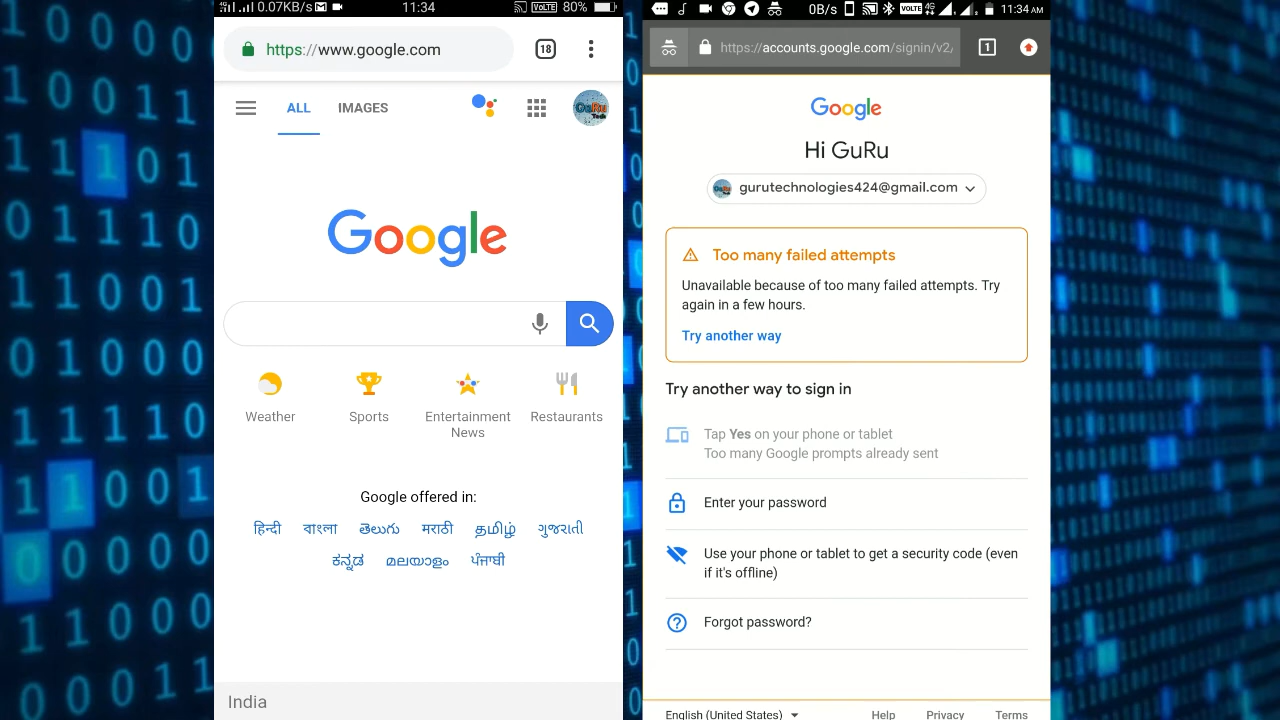 0.07KB/s
11:34
VoLTE
80%
https://www.google.com
18
ALL
IMAGES
Google
Weather
Sports
Entertainment
News
Restaurants
Google offered in:
हिन्दी বাংলা తెలుగు मराठी தமிழ் ગુજરાતી
ಕನ್ನಡ മലയാളം ਪੰਜਾਬੀ
India
0B/s
VOLTE
4G
11:34 AM
https://accounts.google.com/signin/v2/
1
Google
Hi GuRu
gurutechnologies424@gmail.com
Too many failed attempts
Unavailable because of too many failed attempts. Try
again in a few hours.
Try another way
Try another way to sign in
Tap Yes on your phone or tablet
Too many Google prompts already sent
Enter your password
Use your phone or tablet to get a security code (even
if it's offline)
Forgot password?
English (United States)
Help
Privacy
Terms